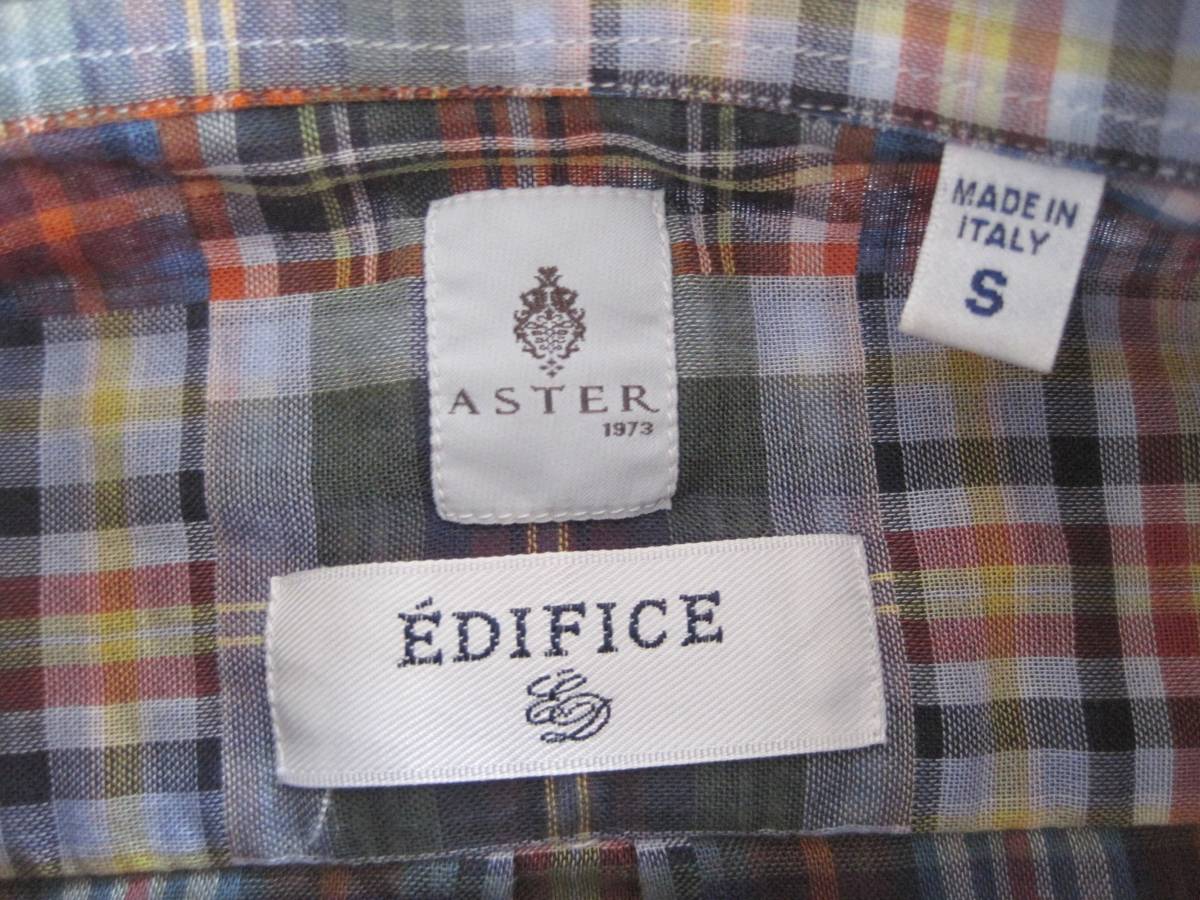 MADE IN
ITALY
S
ASTER
1973
ÉDIFICE
ED